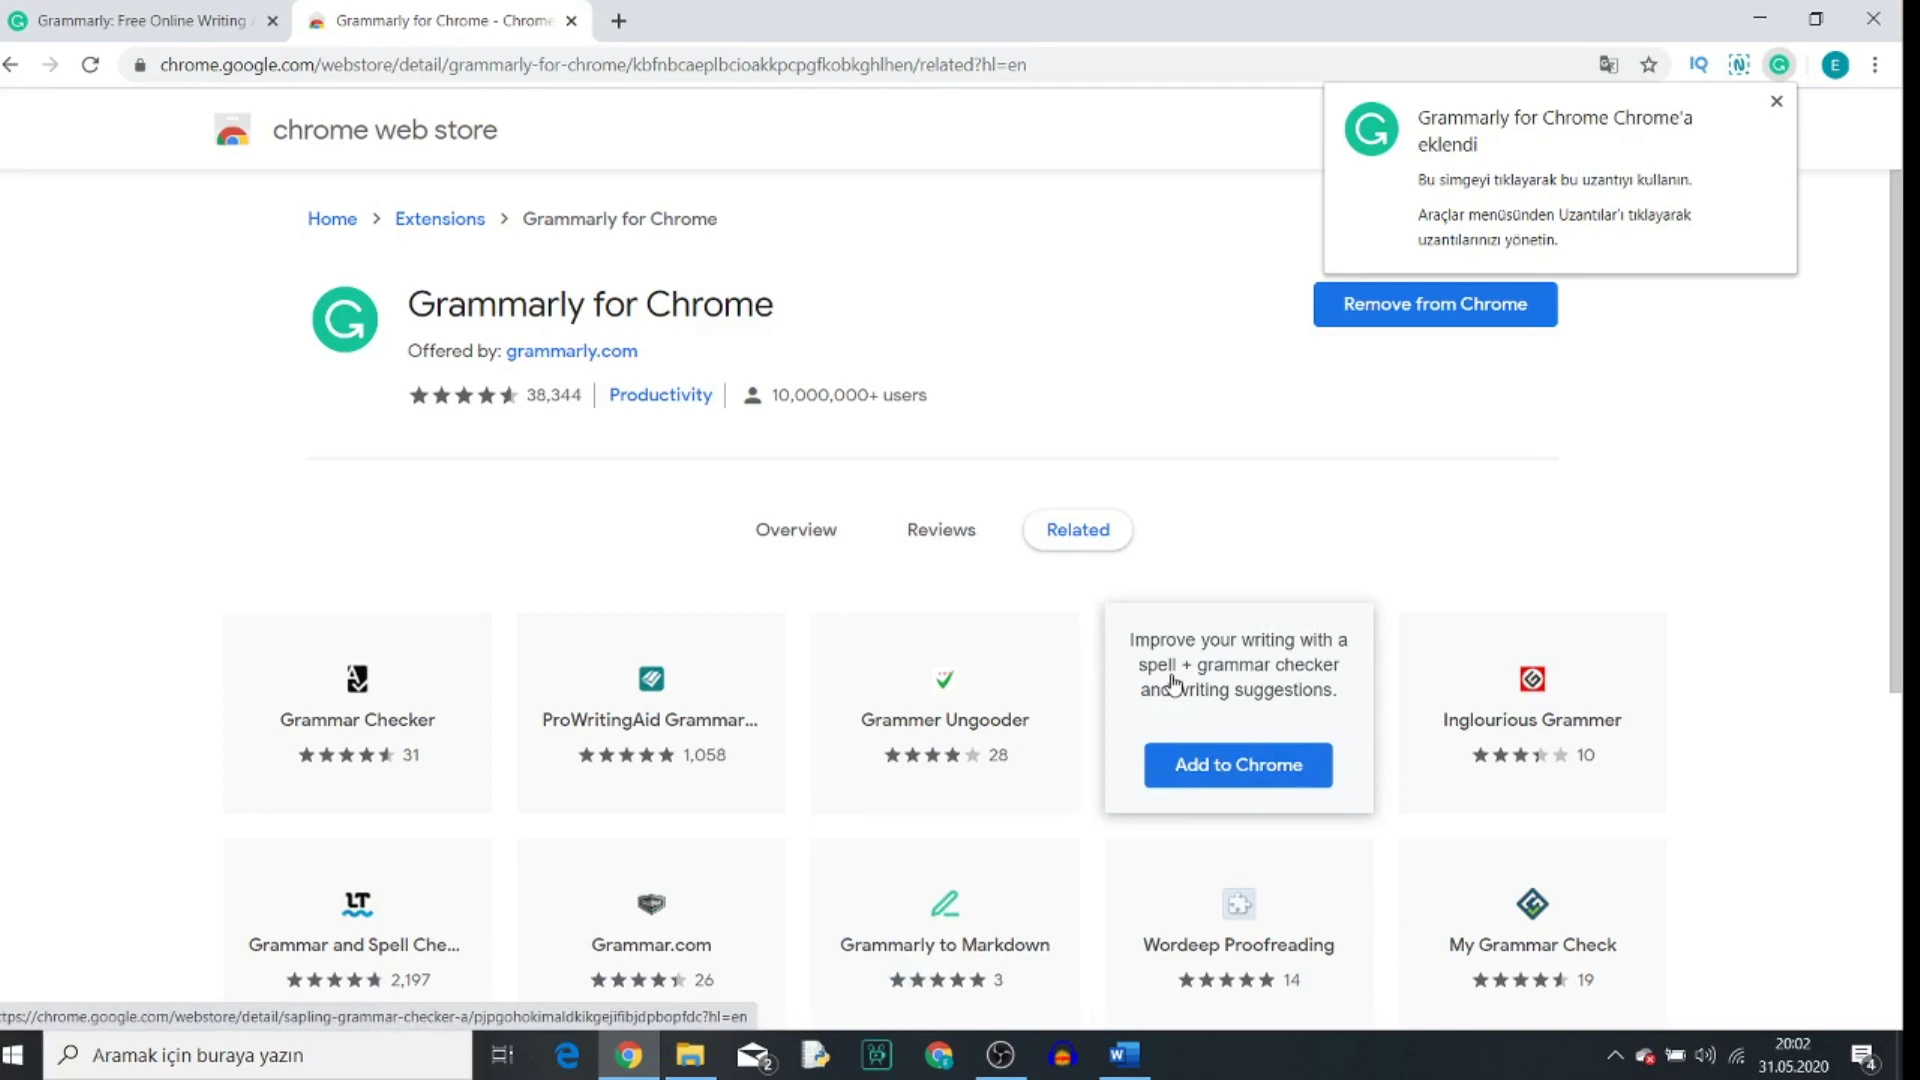 Grammarly: Free Online Writing
Grammarly for Chrome - Chrome
chrome.google.com/webstore/detail/grammarly-for-chrome/kbfnbcaeplbcioakkpcpgfkobkghlhen/related?hl=en
IQ
N
E
Grammarly for Chrome Chrome'a
eklendi
Bu simgeyi tıklayarak bu uzantıyı kullanın.
Araçlar menüsünden Uzantılar'ı tıklayarak
uzantılarınızı yönetin.
chrome web store
Home > Extensions > Grammarly for Chrome
Grammarly for Chrome
Remove from Chrome
Offered by: grammarly.com
38,344 Productivity 10,000,000+ users
Overview Reviews Related
Grammar Checker
31
ProWritingAid Grammar...
1,058
Grammer Ungooder
28
Improve your writing with a
spell + grammar checker
and writing suggestions.
Add to Chrome
Inglourious Grammer
10
LT
Grammar and Spell Che...
2,197
Grammar.com
26
Grammarly to Markdown
3
Wordeep Proofreading
14
My Grammar Check
19
tps://chrome.google.com/webstore/detail/sapling-grammar-checker-a/pjpgohokimaldkikgejifibjdpbopfdc?hl=en
Aramak için buraya yazın
2
W
20:02
31.05.2020
4